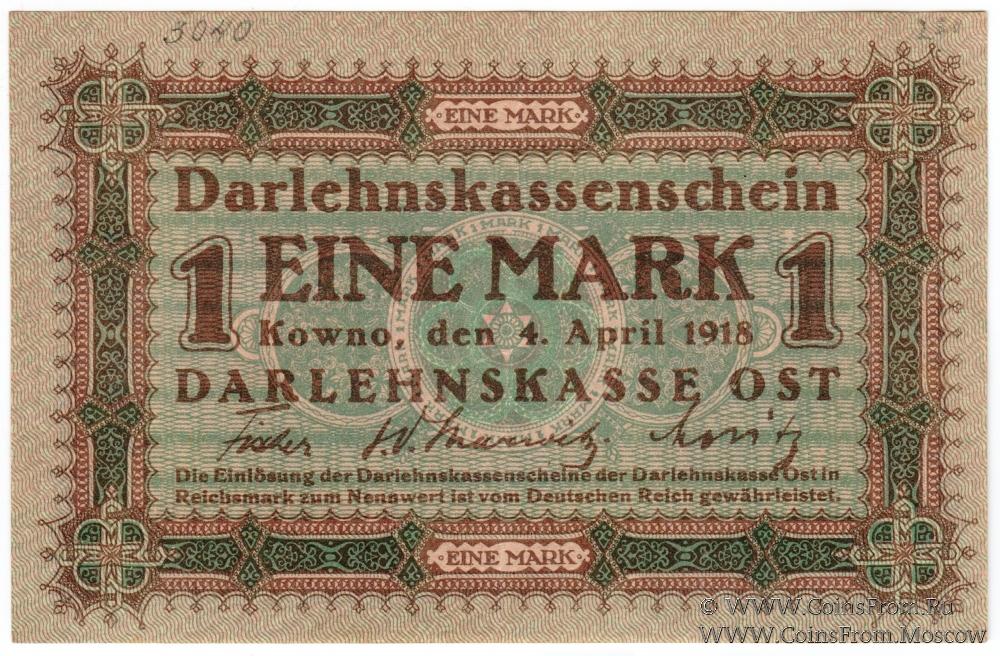 3040
EINE MARK
Darlehnskassenschein
1 EINE MARK 1
Kowno, den 4. April 1918
DARLEHNSKASSE OST
Fischer
Die Einlösung der Darlehnskassenscheine der Darlehnskasse Ost in
Reichsmark zum Nennwert ist vom Deutschen Reich gewährleistet.
EINE MARK
© WWW.CoinsFrom.Ru
WWW.CoinsFrom.Moscow